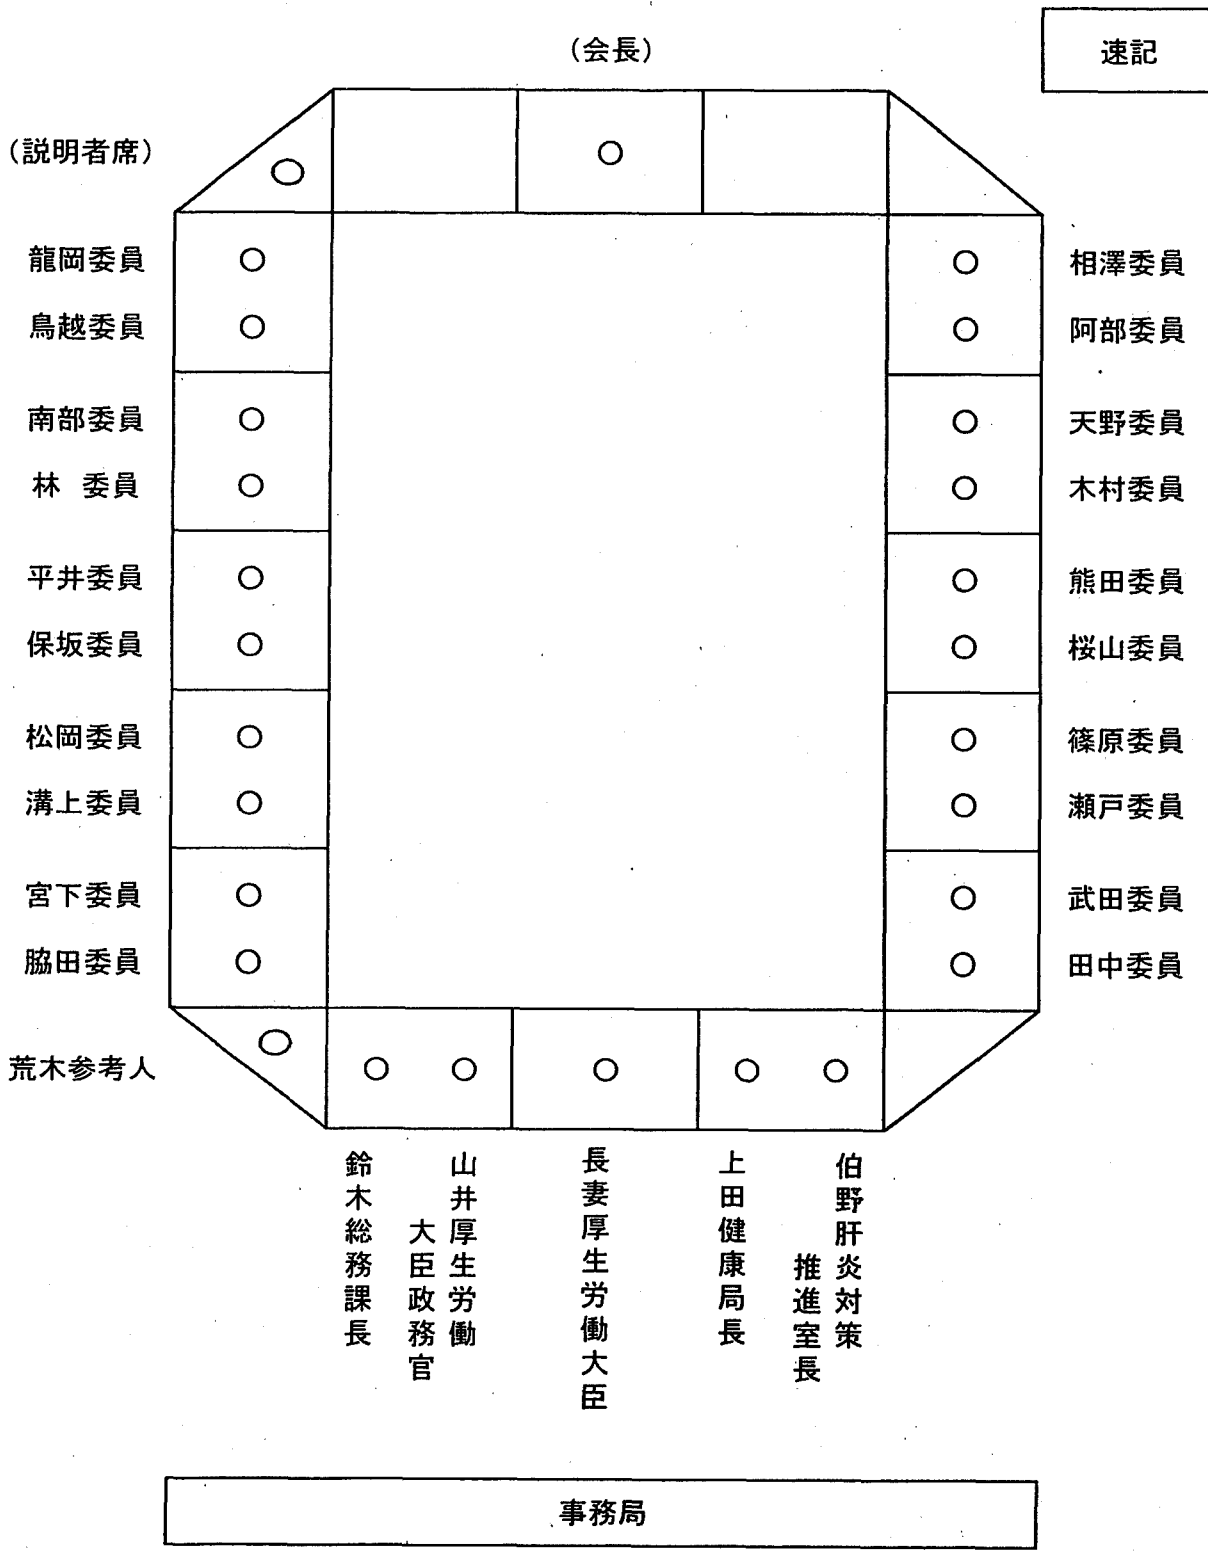 (会長)
速記
(説明者席)
龍岡委員
相澤委員
鳥越委員
阿部委員
南部委員
天野委員
林 委員
木村委員
平井委員
熊田委員
保坂委員
桜山委員
松岡委員
篠原委員
溝上委員
瀬戸委員
宮下委員
武田委員
脇田委員
田中委員
荒木参考人
鈴木総務課長
山井厚生労働
大臣政務官
長妻厚生労働大臣
上田健康局長
伯野肝炎対策
推進室長
事務局